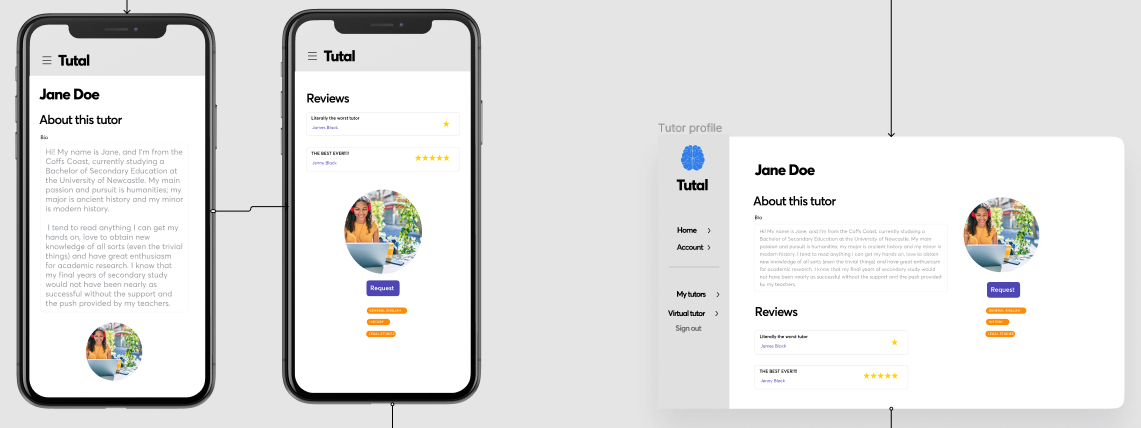 Tutal
Jane Doe
About this tutor
Bio
Hi! My name is Jane, and I'm from the
Coffs Coast, currently studying a
Bachelor of Secondary Education at
the University of Newcastle. My main
passion and pursuit is humanities; my
major is ancient history and my minor
is modern history.
I tend to read anything I can get my
hands on, love to obtain new
knowledge of all sorts (even the trivial
things) and have great enthusiasm
for academic research. I know that
my final years of secondary study
would not have been nearly as
successful without the support and
the push provided by my teachers.
Tutal
Reviews
Literally the worst tutor
James Black
THE BEST EVER!!!!
Jenny Black
Request
GENERAL ENGLISH
HISTORY
LEGAL STUDIES
Tutor profile
Tutal
Home
Account
My tutors
Virtual tutor
Sign out
Jane Doe
About this tutor
Bio
Hi! My name is Jane, and I'm from the Coffs Coast, currently studying a
Bachelor of Secondary Education at the University of Newcastle. My main
passion and pursuit is humanities; my major is ancient history and my minor is
modern history. I tend to read anything I can get my hands on, love to obtain
new knowledge of all sorts (even the trivial things) and have great enthusiasm
for academic research. I know that my final years of secondary study would
not have been nearly as successful without the support and the push provided
by my teachers.
Request
GENERAL ENGLISH
HISTORY
LEGAL STUDIES
Reviews
Literally the worst tutor
James Black
THE BEST EVER!!!!
Jenny Black